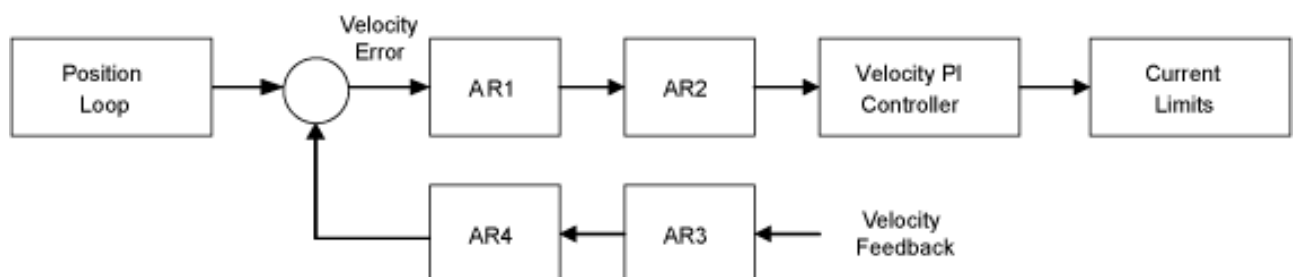 Velocity
Error
Position
Loop
AR1
AR2
Velocity PI
Controller
Current
Limits
AR4
AR3
Velocity
Feedback